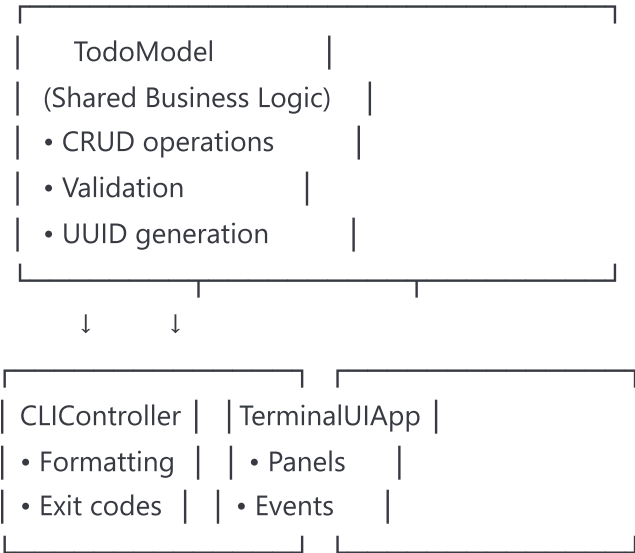 TodoModel
(Shared Business Logic)
• CRUD operations
• Validation
• UUID generation
↓ ↓
CLIController TerminalUIApp
• Formatting • Panels
• Exit codes • Events